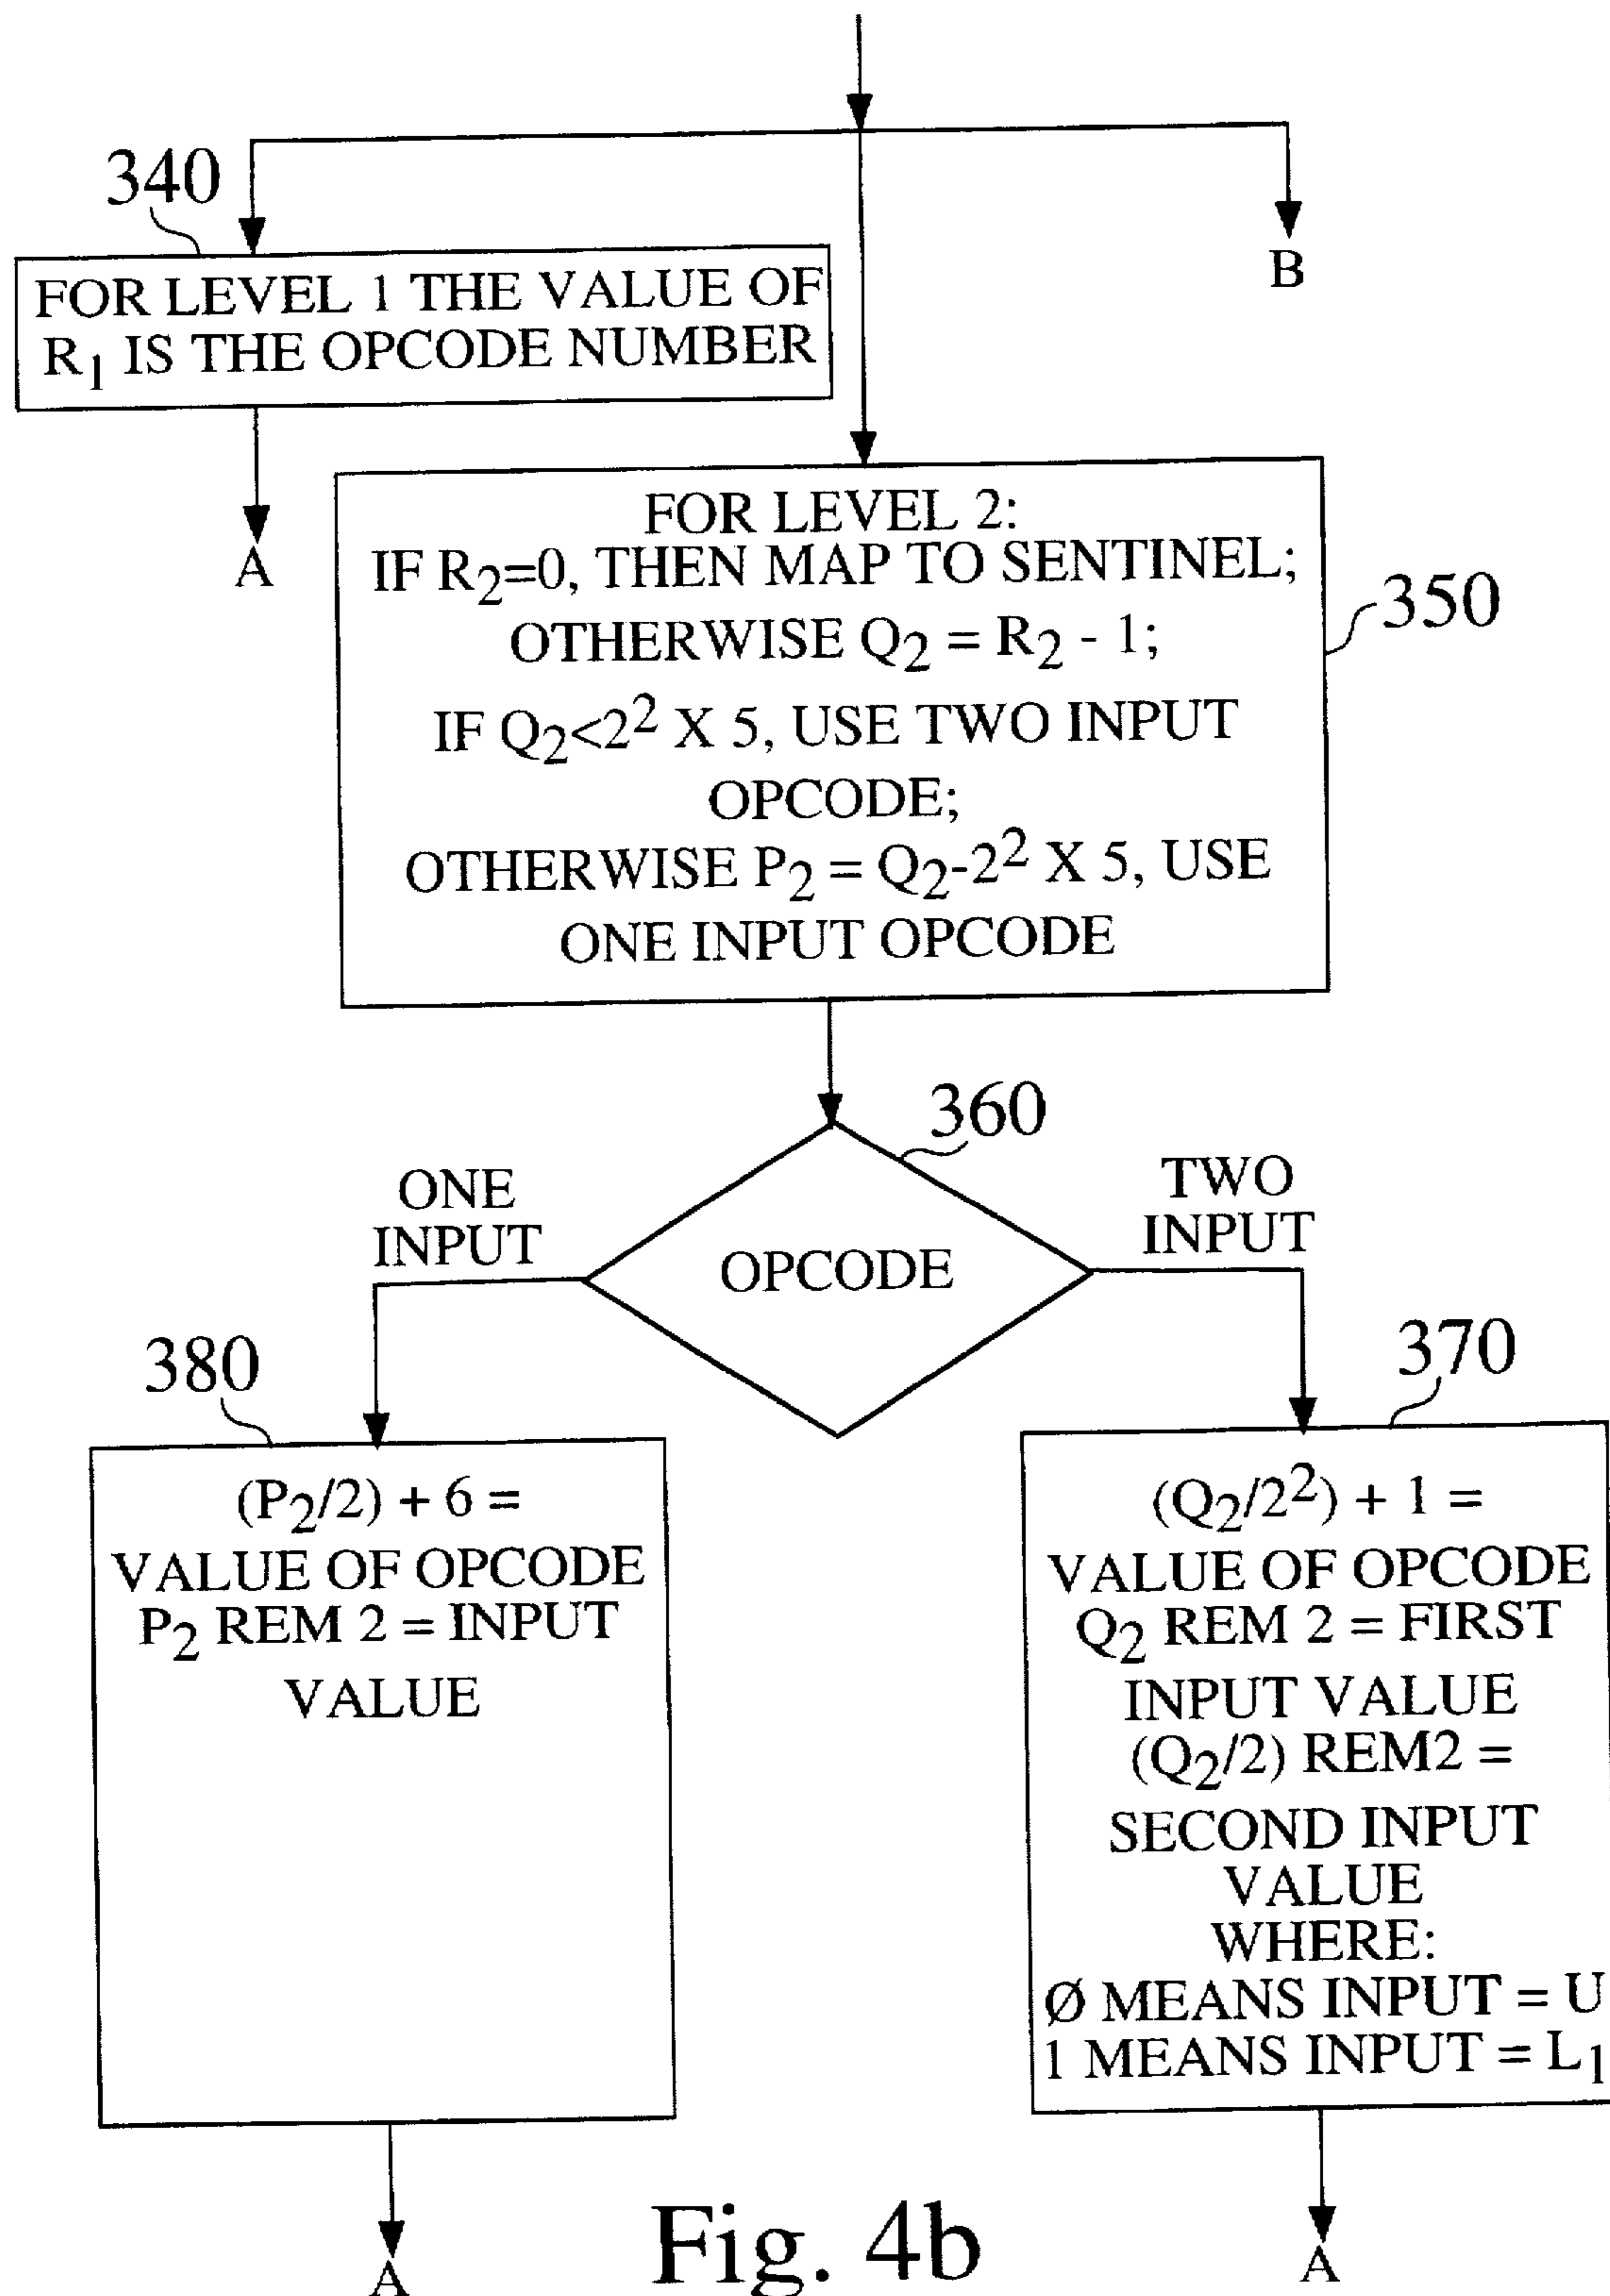 340
FOR LEVEL 1 THE VALUE OF
R₁ IS THE OPCODE NUMBER
B
A
FOR LEVEL 2:
IF R₂=0, THEN MAP TO SENTINEL;
OTHERWISE Q₂ = R₂ - 1;
IF Q₂<2² X 5, USE TWO INPUT
OPCODE;
OTHERWISE P₂ = Q₂-2² X 5, USE
ONE INPUT OPCODE
350
360
ONE
INPUT
OPCODE
TWO
INPUT
380
(P₂/2) + 6 =
VALUE OF OPCODE
P₂ REM 2 = INPUT
VALUE
A
370
(Q₂/2²) + 1 =
VALUE OF OPCODE
Q₂ REM 2 = FIRST
INPUT VALUE
(Q₂/2) REM2 =
SECOND INPUT
VALUE
WHERE:
Ø MEANS INPUT = U
1 MEANS INPUT = L₁
A
Fig. 4b